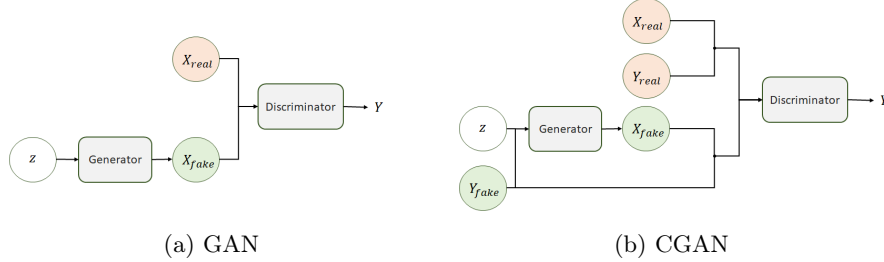 X_real
Discriminator
Y
z
Generator
X_fake
(a) GAN
X_real
Y_real
Discriminator
Y
z
Generator
X_fake
Y_fake
(b) CGAN